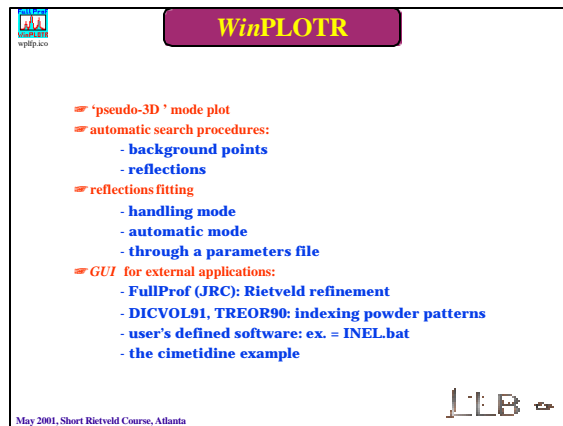 FullProf
WinPLOTR
wplfp.ico
WinPLOTR
☞ ‘pseudo-3D ’ mode plot
☞ automatic search procedures:
- background points
- reflections
☞ reflections fitting
- handling mode
- automatic mode
- through a parameters file
☞ GUI for external applications:
- FullProf (JRC): Rietveld refinement
- DICVOL91, TREOR90: indexing powder patterns
- user's defined software: ex. = INEL.bat
- the cimetidine example
LLB
May 2001, Short Rietveld Course, Atlanta